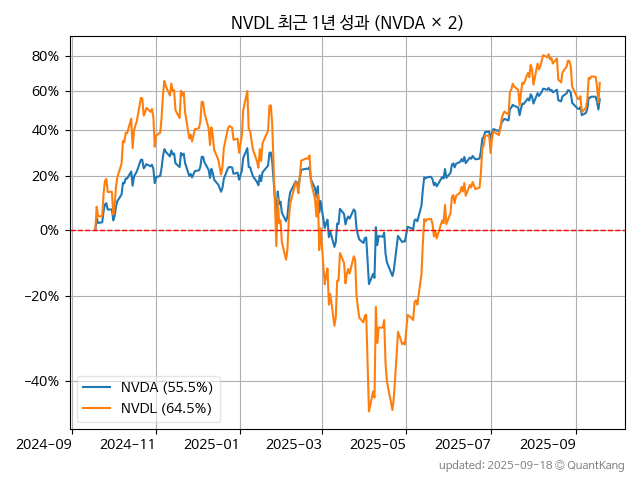 NVDL 최근 1년 성과 (NVDA × 2)
80%
60%
40%
20%
0%
−20%
−40%
NVDA (55.5%)
NVDL (64.5%)
2024-09 2024-11 2025-01 2025-03 2025-05 2025-07 2025-09
updated: 2025-09-18 © QuantKang